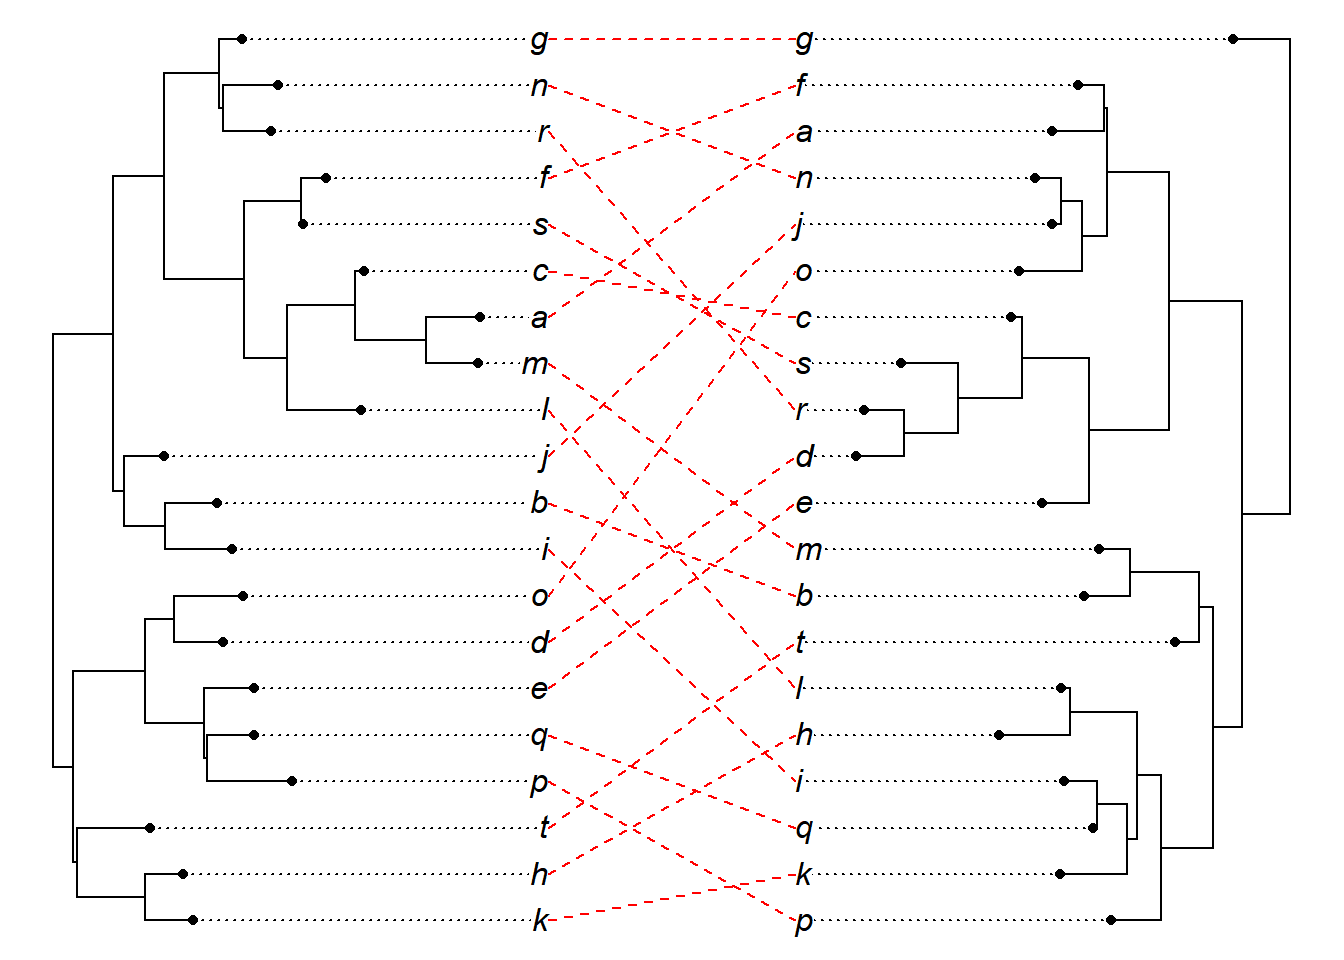 g g
n f
r a
f n
s j
c o
a c
m s
l r
j d
b e
i m
o b
d t
e l
q h
p i
t q
h k
k p